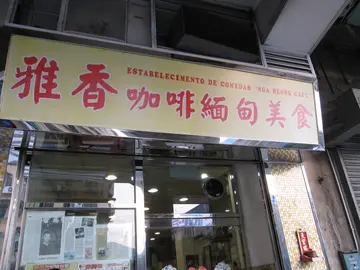 ESTABELECIMENTO DE COMIDAS "NGA HEONG CAFE"
雅香咖啡緬甸美食